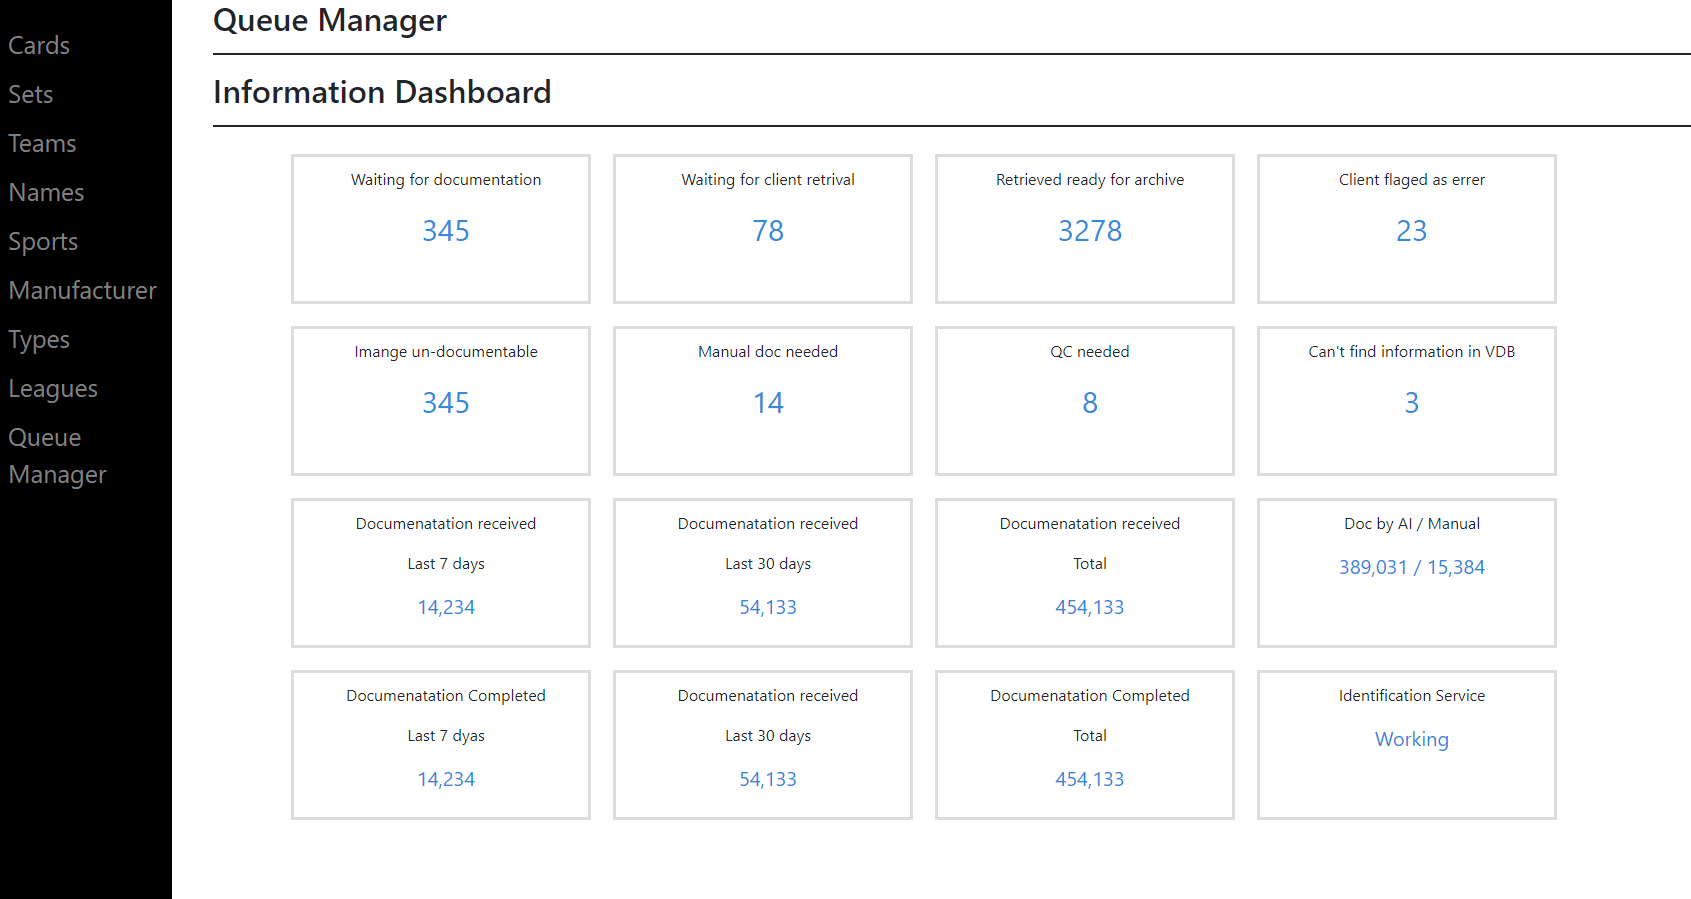 Cards
Sets
Teams
Names
Sports
Manufacturer
Types
Leagues
Queue
Manager
Queue Manager
Information Dashboard
Waiting for documentation
345
Waiting for client retrival
78
Retrieved ready for archive
3278
Client flaged as errer
23
Imange un-documentable
345
Manual doc needed
14
QC needed
8
Can't find information in VDB
3
Documenatation received
Last 7 days
14,234
Documenatation received
Last 30 days
54,133
Documenatation received
Total
454,133
Doc by AI / Manual
389,031 / 15,384
Documenatation Completed
Last 7 dyas
14,234
Documenatation received
Last 30 days
54,133
Documenatation Completed
Total
454,133
Identification Service
Working